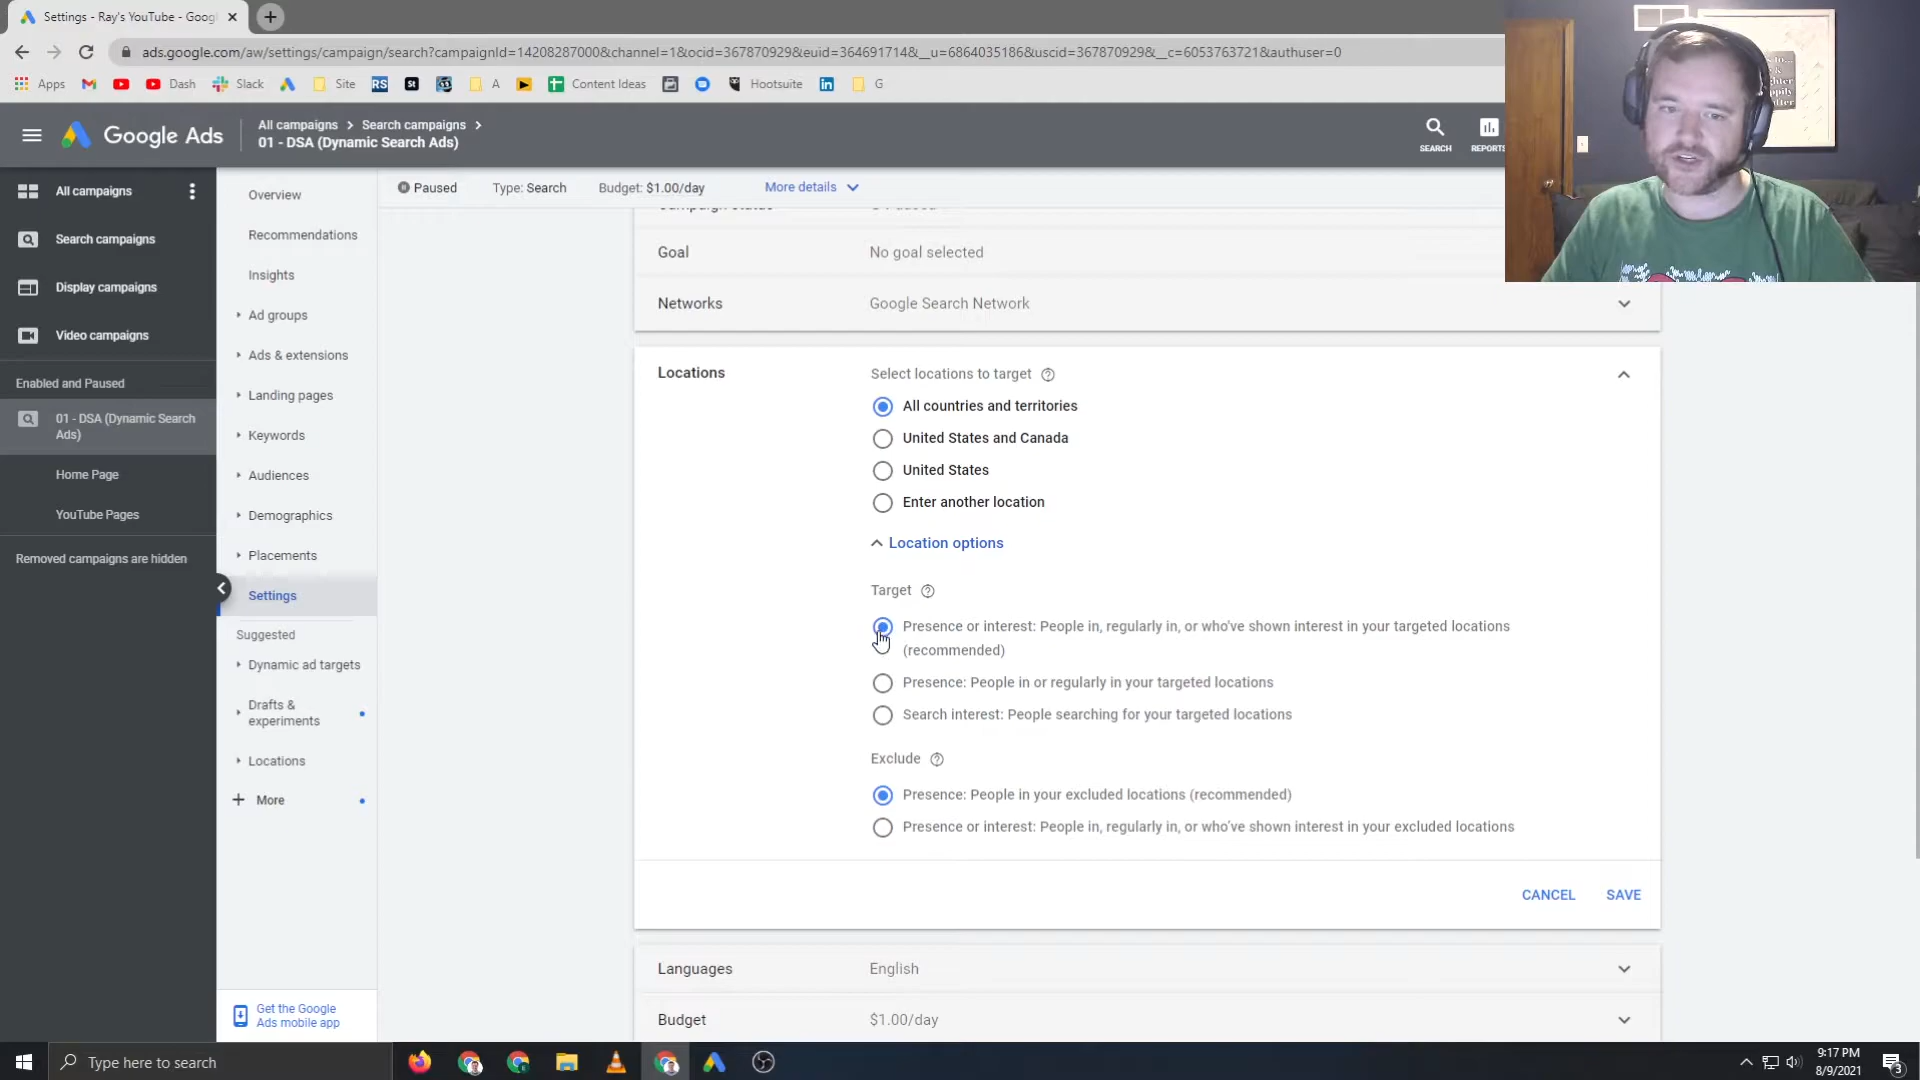 Settings - Ray's YouTube - Goog
ads.google.com/aw/settings/campaign/search?campaignId=14208287000&channel=1&ocid=367870929&euid=364691714&__u=6864035186&uscid=367870929&__c=6053763721&authuser=0
Apps Dash Slack Site RS St A Content Ideas Hootsuite G
Google Ads
All campaigns > Search campaigns >
01 - DSA (Dynamic Search Ads)
SEARCH
REPORTS
All campaigns
Search campaigns
Display campaigns
Video campaigns
Enabled and Paused
01 - DSA (Dynamic Search
Ads)
Home Page
YouTube Pages
Removed campaigns are hidden
Overview
Recommendations
Insights
Ad groups
Ads & extensions
Landing pages
Keywords
Audiences
Demographics
Placements
Settings
Suggested
Dynamic ad targets
Drafts &
experiments
Locations
More
Get the Google
Ads mobile app
Paused Type: Search Budget: $1.00/day More details
Campaign status Paused
Goal No goal selected
Networks Google Search Network
Locations Select locations to target
All countries and territories
United States and Canada
United States
Enter another location
Location options
Target
Presence or interest: People in, regularly in, or who've shown interest in your targeted locations
(recommended)
Presence: People in or regularly in your targeted locations
Search interest: People searching for your targeted locations
Exclude
Presence: People in your excluded locations (recommended)
Presence or interest: People in, regularly in, or who've shown interest in your excluded locations
CANCEL SAVE
Languages English
Budget $1.00/day
Type here to search
9:17 PM
8/9/2021
3